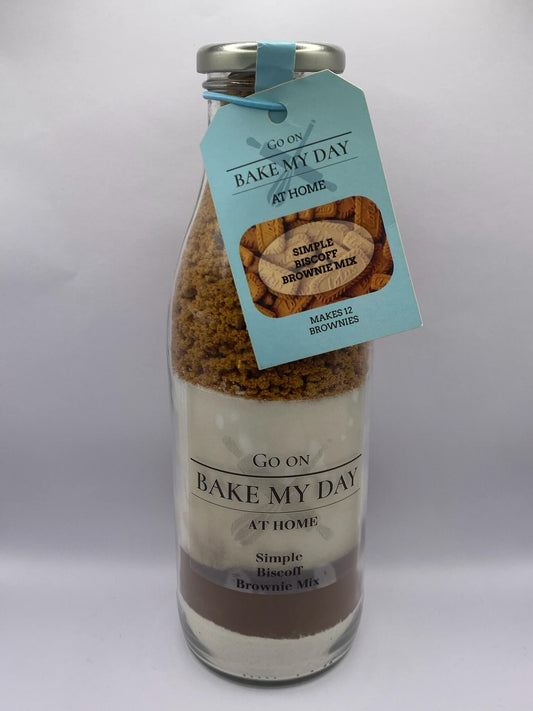 Go on
BAKE MY DAY
AT HOME
SIMPLE
BISCOFF
BROWNIE MIX
MAKES 12
BROWNIES
Go on
BAKE MY DAY
AT HOME
Simple
Biscoff
Brownie Mix